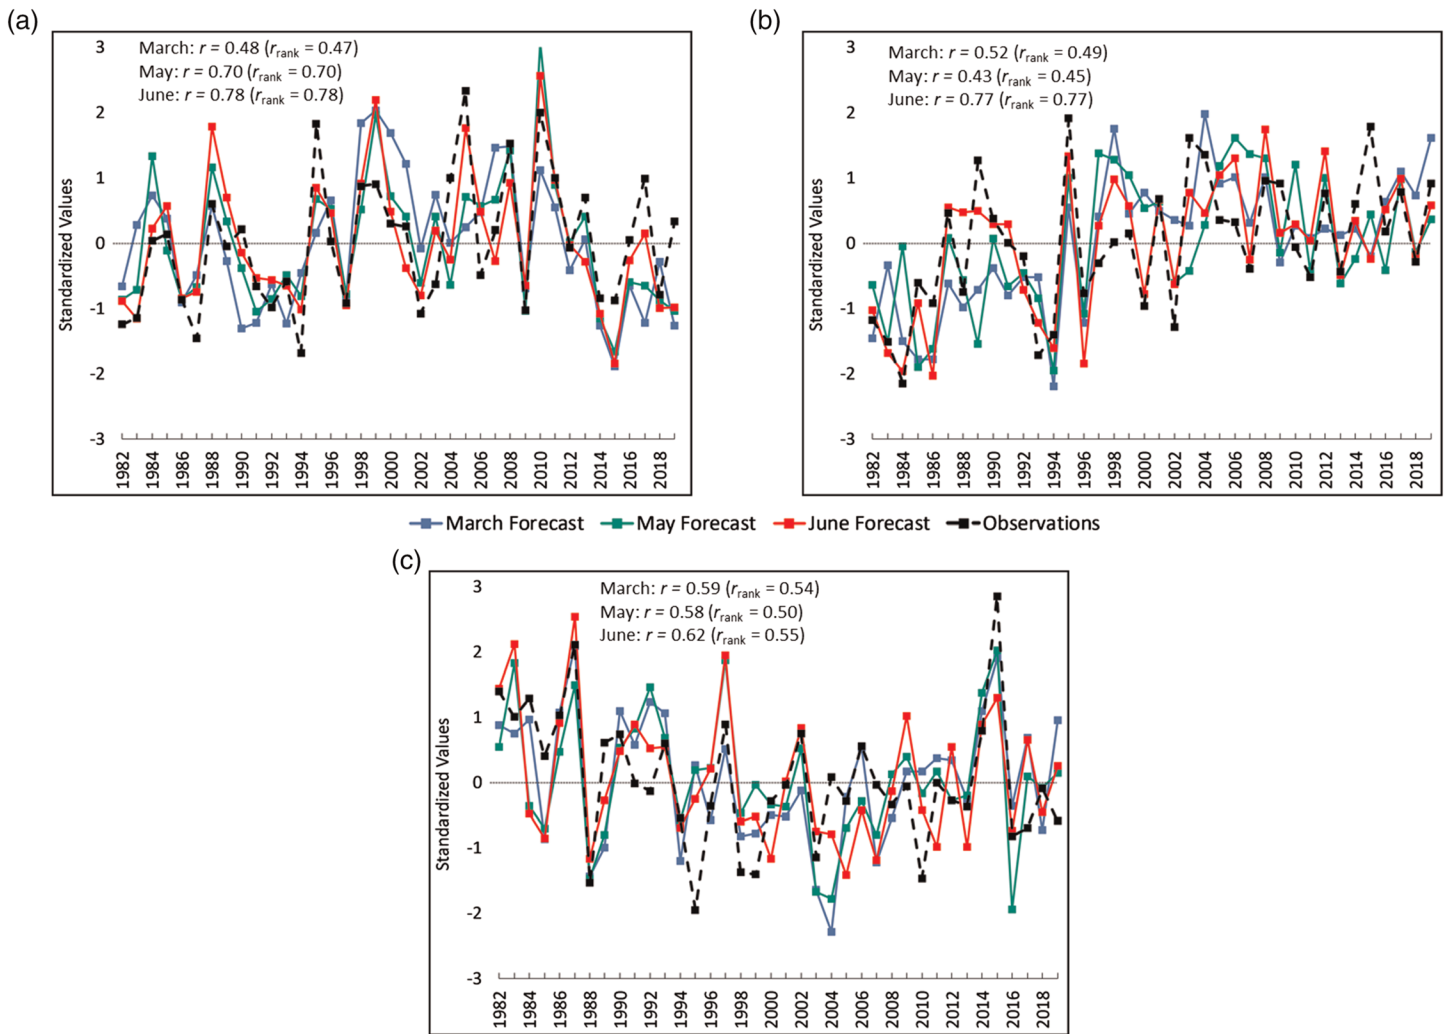 (a)
March: r = 0.48 (rrank = 0.47)
May: r = 0.70 (rrank = 0.70)
June: r = 0.78 (rrank = 0.78)
Standardized Values
3
2
1
0
-1
-2
-3
1982 1984 1986 1988 1990 1992 1994 1996 1998 2000 2002 2004 2006 2008 2010 2012 2014 2016 2018
(b)
March: r = 0.52 (rrank = 0.49)
May: r = 0.43 (rrank = 0.45)
June: r = 0.77 (rrank = 0.77)
Standardized Values
3
2
1
0
-1
-2
-3
1982 1984 1986 1988 1990 1992 1994 1996 1998 2000 2002 2004 2006 2008 2010 2012 2014 2016 2018
March Forecast May Forecast June Forecast Observations
(c)
March: r = 0.59 (rrank = 0.54)
May: r = 0.58 (rrank = 0.50)
June: r = 0.62 (rrank = 0.55)
Standardized Values
3
2
1
0
-1
-2
-3
1982 1984 1986 1988 1990 1992 1994 1996 1998 2000 2002 2004 2006 2008 2010 2012 2014 2016 2018